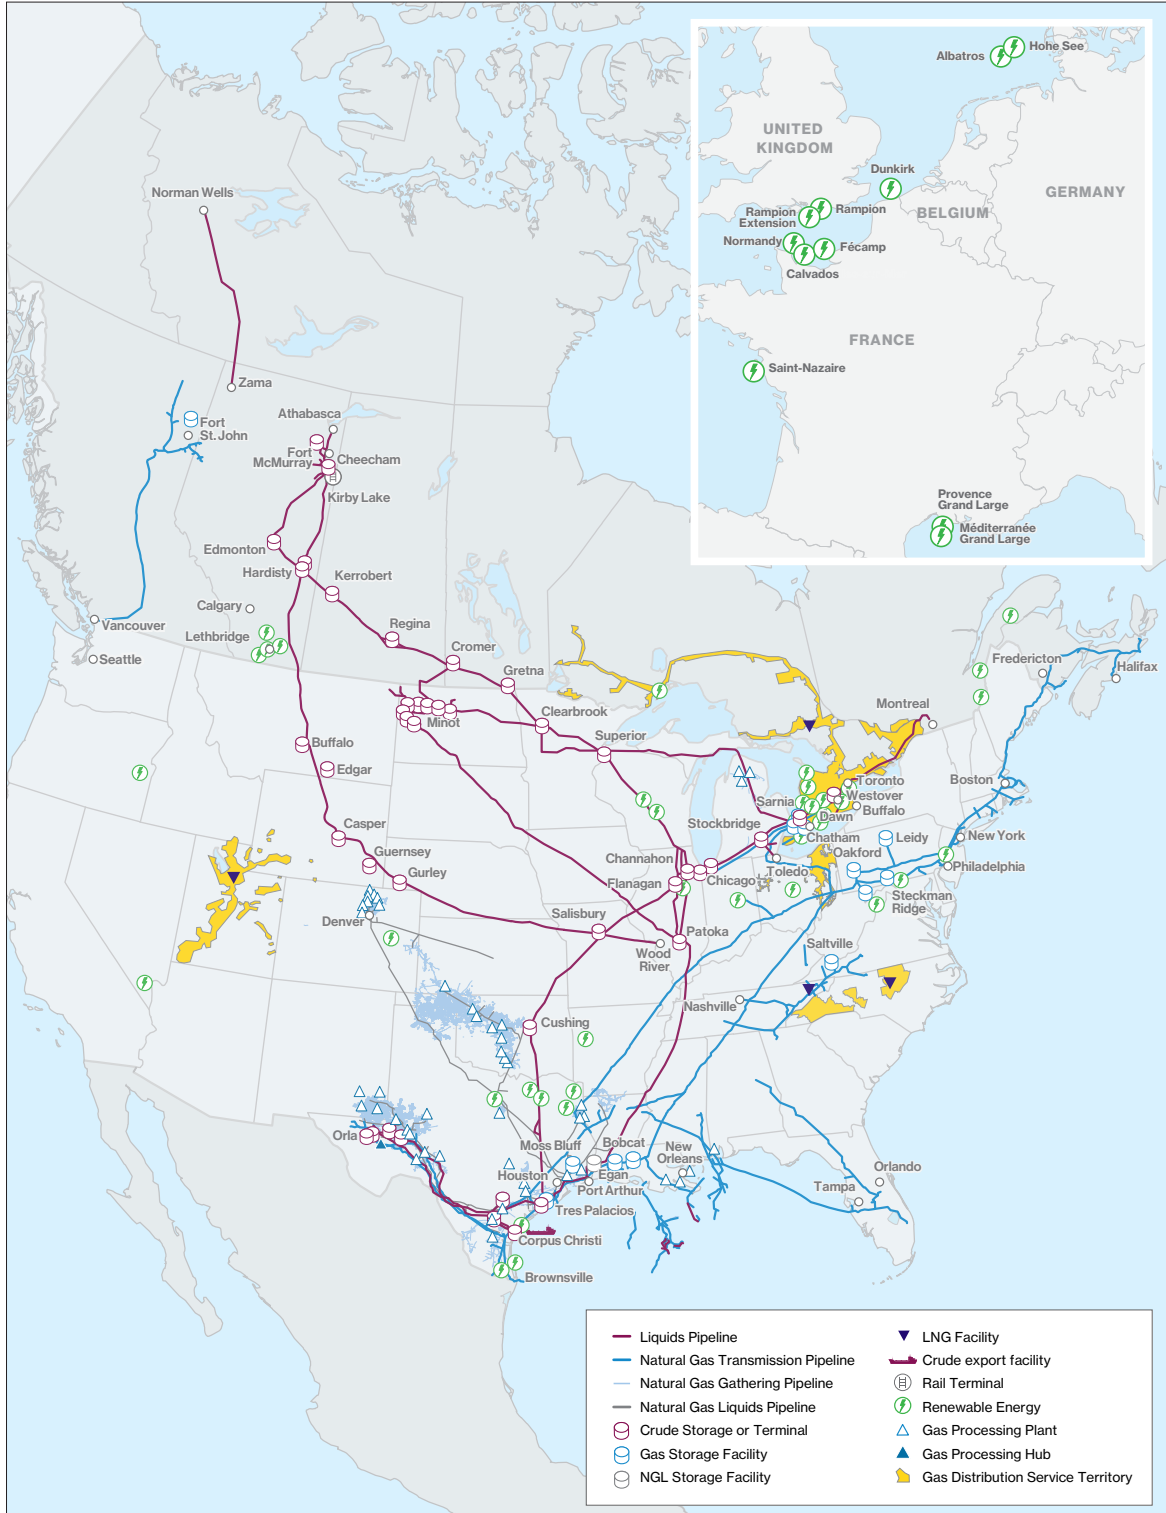 Albatros
Hohe See
UNITED
KINGDOM
Dunkirk
GERMANY
BELGIUM
Rampion
Extension
Rampion
Normandy
Fécamp
Calvados
FRANCE
Saint-Nazaire
Provence
Grand Large
Méditerranée
Grand Large
Norman Wells
Zama
Fort
St. John
Athabasca
Fort
McMurray
Cheecham
Kirby Lake
Edmonton
Hardisty
Kerrobert
Calgary
Vancouver
Lethbridge
Seattle
Regina
Cromer
Gretna
Minot
Clearbrook
Superior
Fredericton
Halifax
Montreal
Buffalo
Edgar
Casper
Guernsey
Gurley
Denver
Toronto
Westover
Buffalo
Boston
Sarnia
Dawn
Stockbridge
Chatham
Oakford
Leidy
New York
Channahon
Toledo
Philadelphia
Flanagan
Chicago
Steckman
Ridge
Salisbury
Patoka
Wood
River
Saltville
Nashville
Cushing
Orla
Moss Bluff
Bobcat
New
Orleans
Houston
Egan
Port Arthur
Orlando
Tampa
Tres Palacios
Corpus Christi
Brownsville
Liquids Pipeline
Natural Gas Transmission Pipeline
Natural Gas Gathering Pipeline
Natural Gas Liquids Pipeline
Crude Storage or Terminal
Gas Storage Facility
NGL Storage Facility
LNG Facility
Crude export facility
Rail Terminal
Renewable Energy
Gas Processing Plant
Gas Processing Hub
Gas Distribution Service Territory